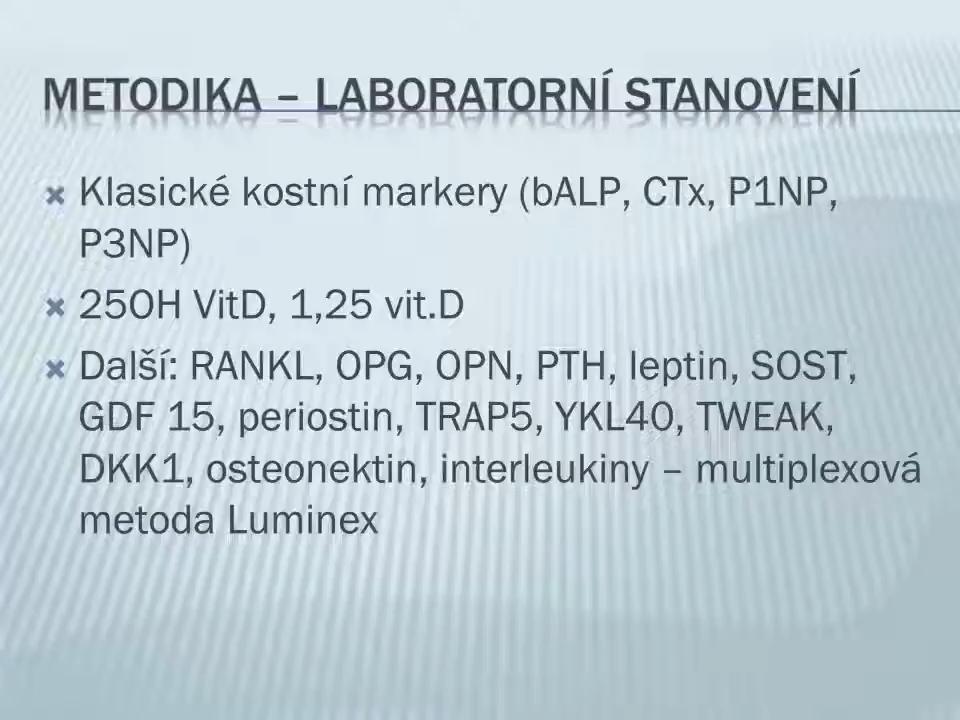 METODIKA – LABORATORNÍ STANOVENÍ
Klasické kostní markery (bALP, CTx, P1NP,
P3NP)
25OH VitD, 1,25 vit.D
Další: RANKL, OPG, OPN, PTH, leptin, SOST,
GDF 15, periostin, TRAP5, YKL40, TWEAK,
DKK1, osteonektin, interleukiny – multiplexová
metoda Luminex